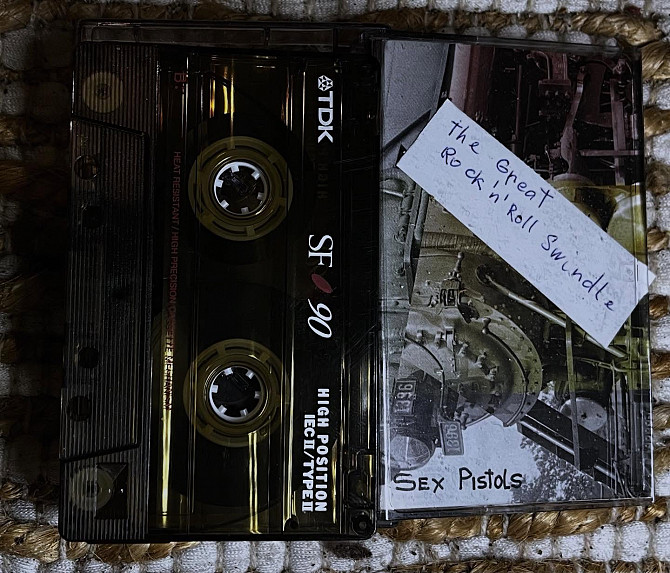 TDK
SF 90
HIGH POSITION
IEC II/TYPE II
HEAT RESISTANT / HIGH PRECISION
The Great
Rock 'n' Roll Swindle
1396
Sex Pistols